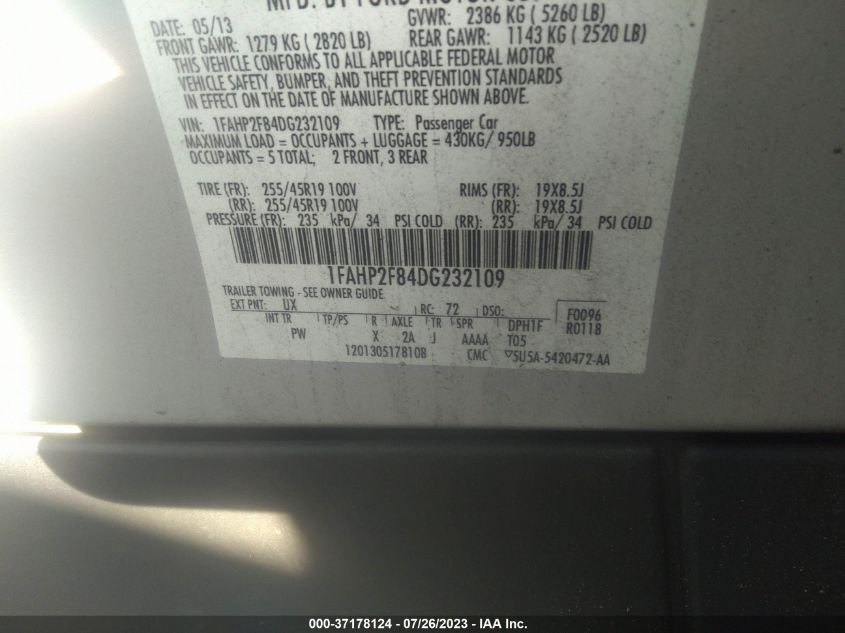 MFD. BY FORD MOTOR
DATE: 05/13 GVWR: 2386 KG ( 5260 LB)
FRONT GAWR: 1279 KG ( 2820 LB) REAR GAWR: 1143 KG ( 2520 LB)
THIS VEHICLE CONFORMS TO ALL APPLICABLE FEDERAL MOTOR
VEHICLE SAFETY, BUMPER, AND THEFT PREVENTION STANDARDS
IN EFFECT ON THE DATE OF MANUFACTURE SHOWN ABOVE.
VIN: 1FAHP2F84DG232109 TYPE: Passenger Car
MAXIMUM LOAD = OCCUPANTS + LUGGAGE = 430KG/ 950LB
OCCUPANTS = 5 TOTAL; 2 FRONT, 3 REAR
TIRE (FR): 255/45R19 100V RIMS (FR): 19X8.5J
(RR): 255/45R19 100V (RR): 19X8.5J
PRESSURE (FR): 235 kPa/ 34 PSI COLD (RR): 235 kPa/ 34 PSI COLD
1FAHP2F84DG232109
TRAILER TOWING - SEE OWNER GUIDE
EXT PNT: UX RC: 72 DSO: F0096
INT TR TP/PS R AXLE TR SPR DPH1F R0118
PW X 2A J AAAA T05
120130517810B CMC 5U5A-5420472-AA
000-37178124 - 07/26/2023 - IAA Inc.